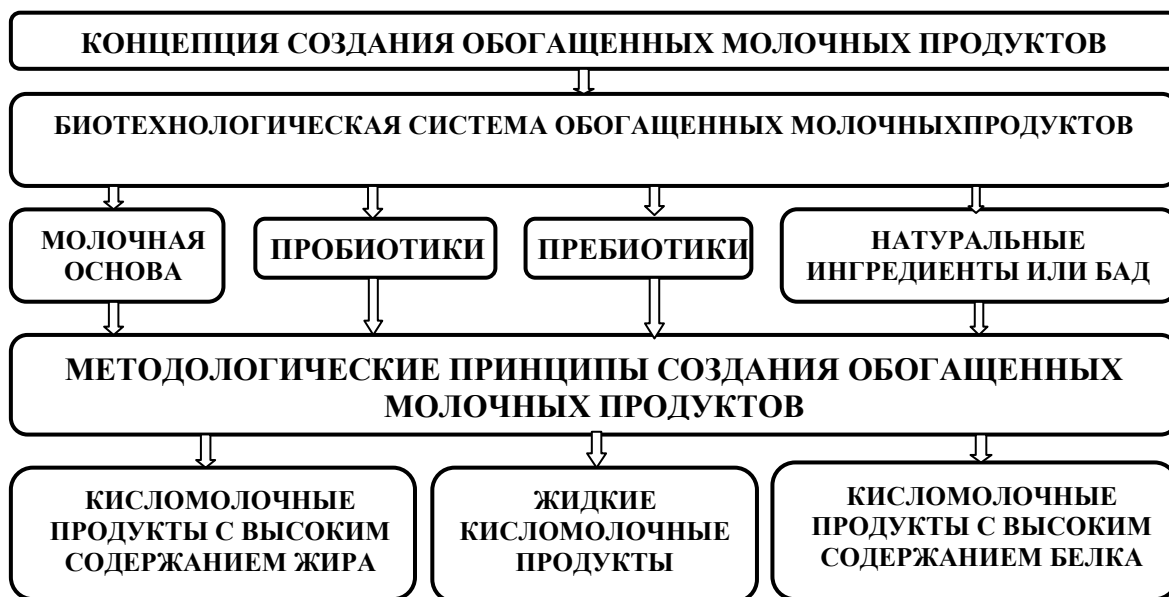 КОНЦЕПЦИЯ СОЗДАНИЯ ОБОГАЩЕННЫХ МОЛОЧНЫХ ПРОДУКТОВ
БИОТЕХНОЛОГИЧЕСКАЯ СИСТЕМА ОБОГАЩЕННЫХ МОЛОЧНЫХПРОДУКТОВ
МОЛОЧНАЯ
ОСНОВА
ПРОБИОТИКИ
ПРЕБИОТИКИ
НАТУРАЛЬНЫЕ
ИНГРЕДИЕНТЫ ИЛИ БАД
МЕТОДОЛОГИЧЕСКИЕ ПРИНЦИПЫ СОЗДАНИЯ ОБОГАЩЕННЫХ
МОЛОЧНЫХ ПРОДУКТОВ
КИСЛОМОЛОЧНЫЕ
ПРОДУКТЫ С ВЫСОКИМ
СОДЕРЖАНИЕМ ЖИРА
ЖИДКИЕ
КИСЛОМОЛОЧНЫЕ
ПРОДУКТЫ
КИСЛОМОЛОЧНЫЕ
ПРОДУКТЫ С ВЫСОКИМ
СОДЕРЖАНИЕМ БЕЛКА